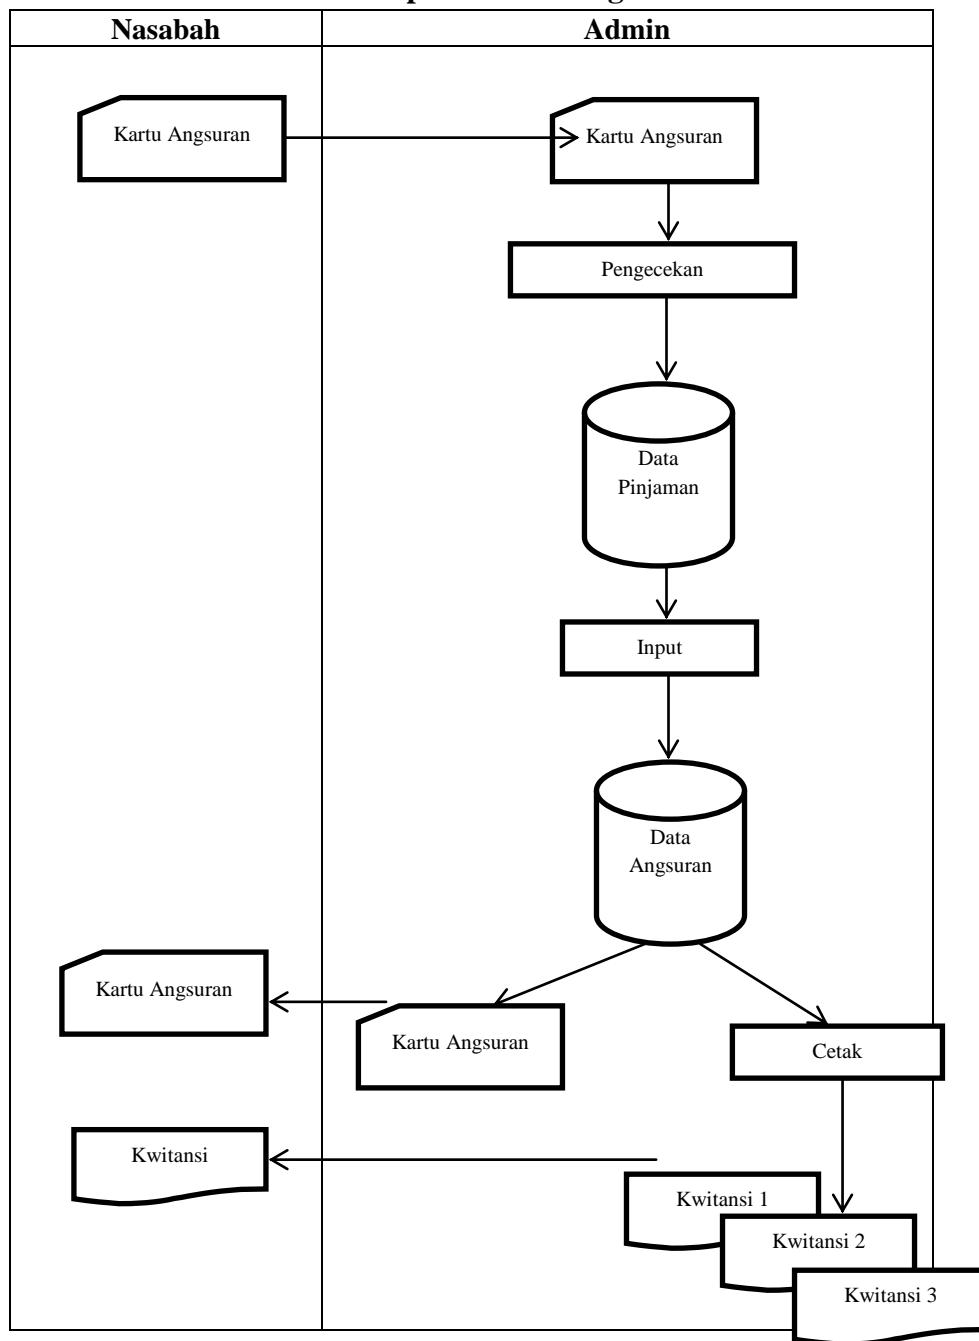 Nasabah
Admin
Kartu Angsuran
Kartu Angsuran
Pengecekan
Data
Pinjaman
Input
Data
Angsuran
Kartu Angsuran
Kartu Angsuran
Cetak
Kwitansi
Kwitansi 1
Kwitansi 2
Kwitansi 3